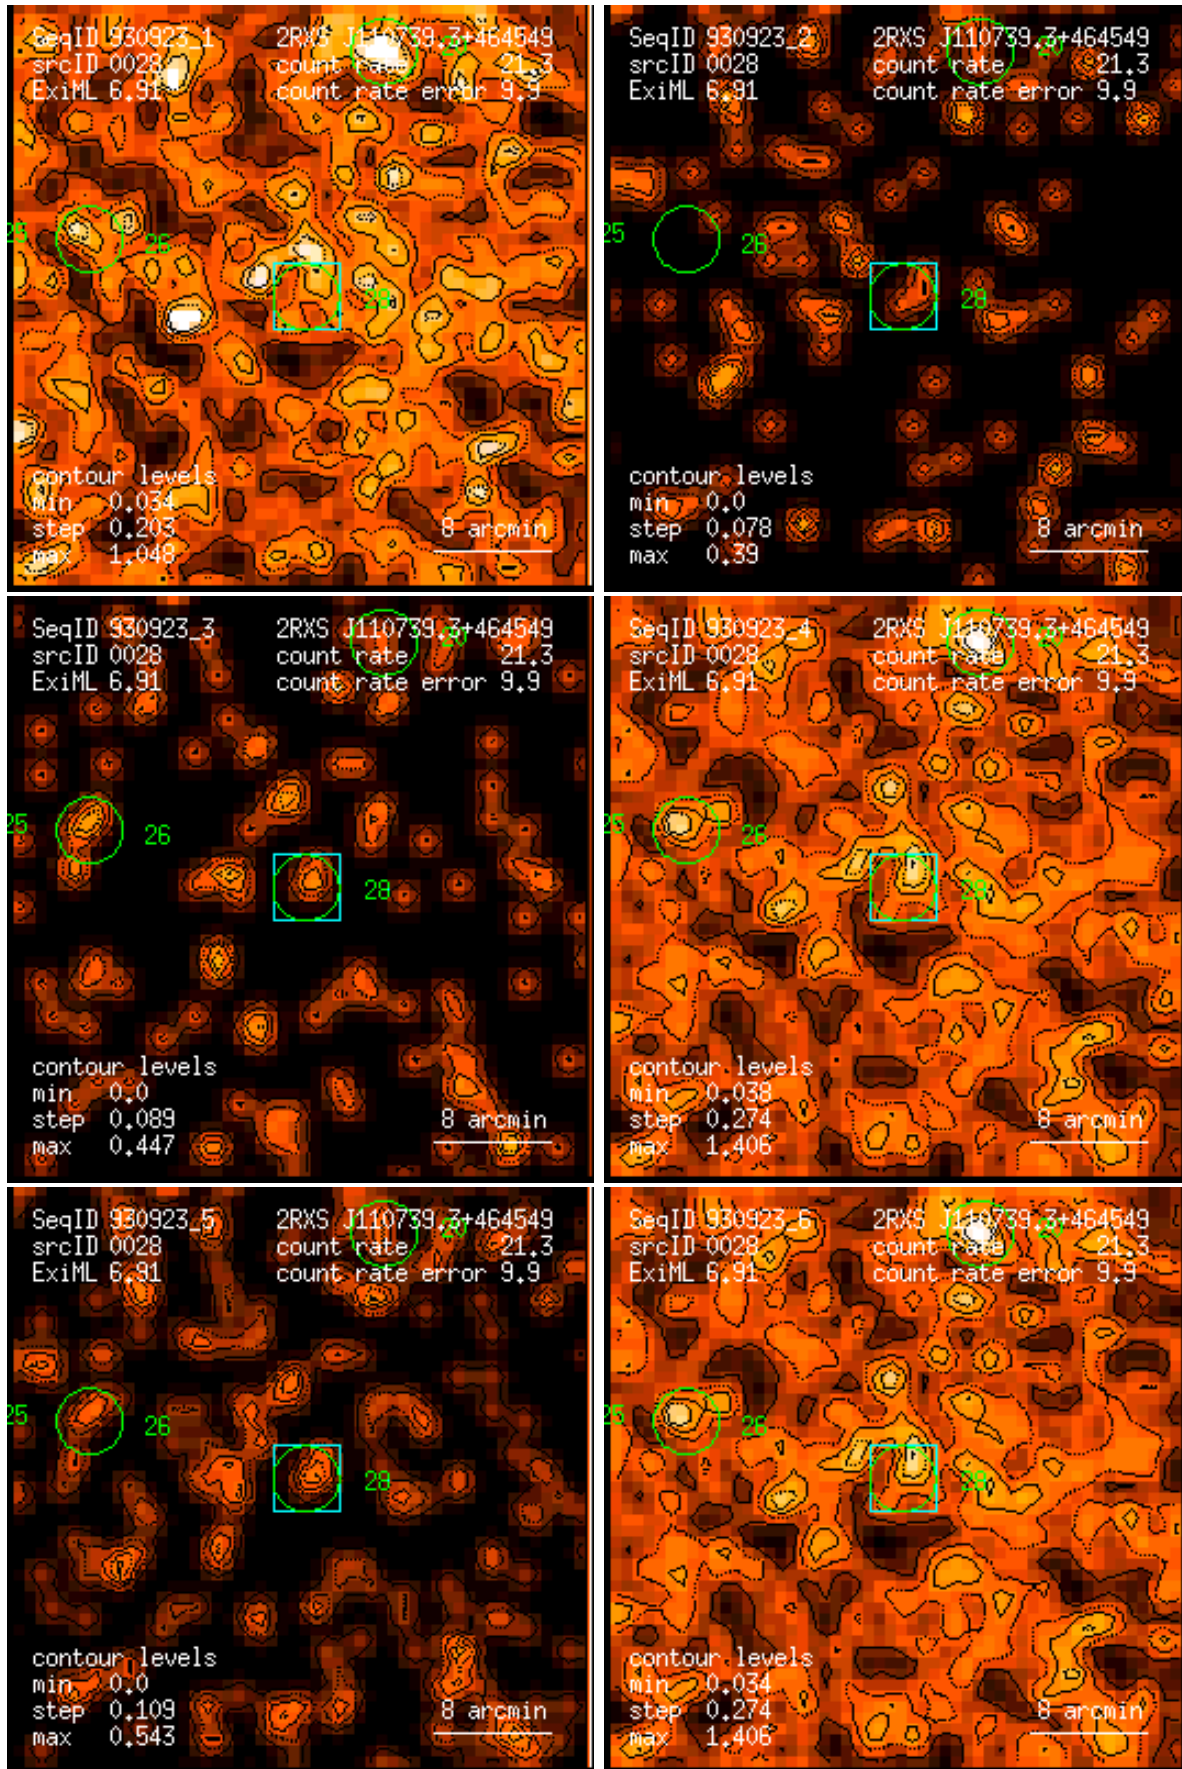 SeqID 930923_1 2RXS J110739.3+464549
srcID 0028 count rate 21.3
ExiML 6.91 count rate error 9.9
25 26
28
contour levels
min 0.034
step 0.203 8 arcmin
max 1.048
SeqID 930923_2 2RXS J110739.3+464549
srcID 0028 count rate 21.3
ExiML 6.91 count rate error 9.9
25 26
28
contour levels
min 0.0
step 0.078 8 arcmin
max 0.39
SeqID 930923_3 2RXS J110739.3+464549
srcID 0028 count rate 21.3
ExiML 6.91 count rate error 9.9
25 26
28
contour levels
min 0.0
step 0.089 8 arcmin
max 0.447
SeqID 930923_4 2RXS J110739.3+464549
srcID 0028 count rate 21.3
ExiML 6.91 count rate error 9.9
25 26
28
contour levels
min 0.038
step 0.274 8 arcmin
max 1.406
SeqID 930923_5 2RXS J110739.3+464549
srcID 0028 count rate 21.3
ExiML 6.91 count rate error 9.9
25 26
28
contour levels
min 0.0
step 0.109 8 arcmin
max 0.543
SeqID 930923_6 2RXS J110739.3+464549
srcID 0028 count rate 21.3
ExiML 6.91 count rate error 9.9
25 26
28
contour levels
min 0.034
step 0.274 8 arcmin
max 1.406